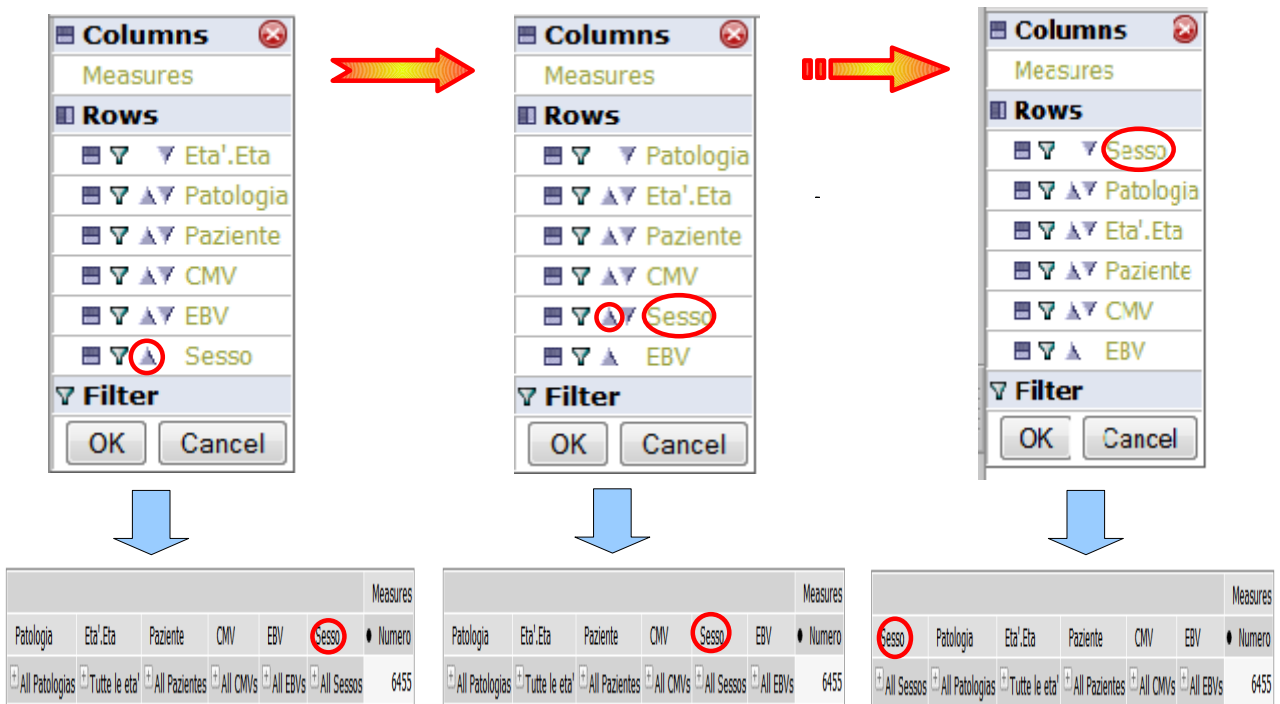 Columns
Measures
Rows
Eta'.Eta
Patologia
Paziente
CMV
EBV
Sesso
Filter
OK Cancel
Columns
Measures
Rows
Patologia
Eta'.Eta
Paziente
CMV
Sesso
EBV
Filter
OK Cancel
Columns
Measures
Rows
Sesso
Patologia
Eta'.Eta
Paziente
CMV
EBV
Filter
OK Cancel
-
Measures
Patologia Eta'.Eta Paziente CMV EBV Sesso • Numero
+ All Patologias + Tutte le eta' + All Pazientes + All CMVs + All EBVs + All Sessos 6455
Measures
Patologia Eta'.Eta Paziente CMV Sesso EBV • Numero
+ All Patologias + Tutte le eta' + All Pazientes + All CMVs + All Sessos + All EBVs 6455
Measures
Sesso Patologia Eta'.Eta Paziente CMV EBV • Numero
+ All Sessos + All Patologias + Tutte le eta' + All Pazientes + All CMVs + All EBVs 6455